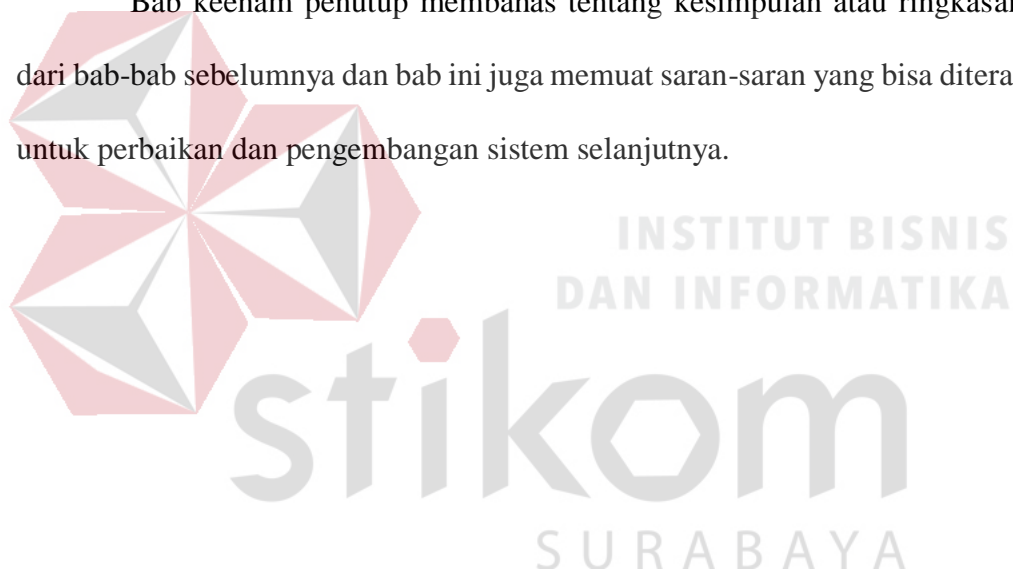 Bab keenam penutup membahas tentang kesimpulan atau ringkasan
dari bab-bab sebelumnya dan bab ini juga memuat saran-saran yang bisa ditera
untuk perbaikan dan pengembangan sistem selanjutnya.
INSTITUT BISNIS
DAN INFORMATIKA
stikom
SURABAYA